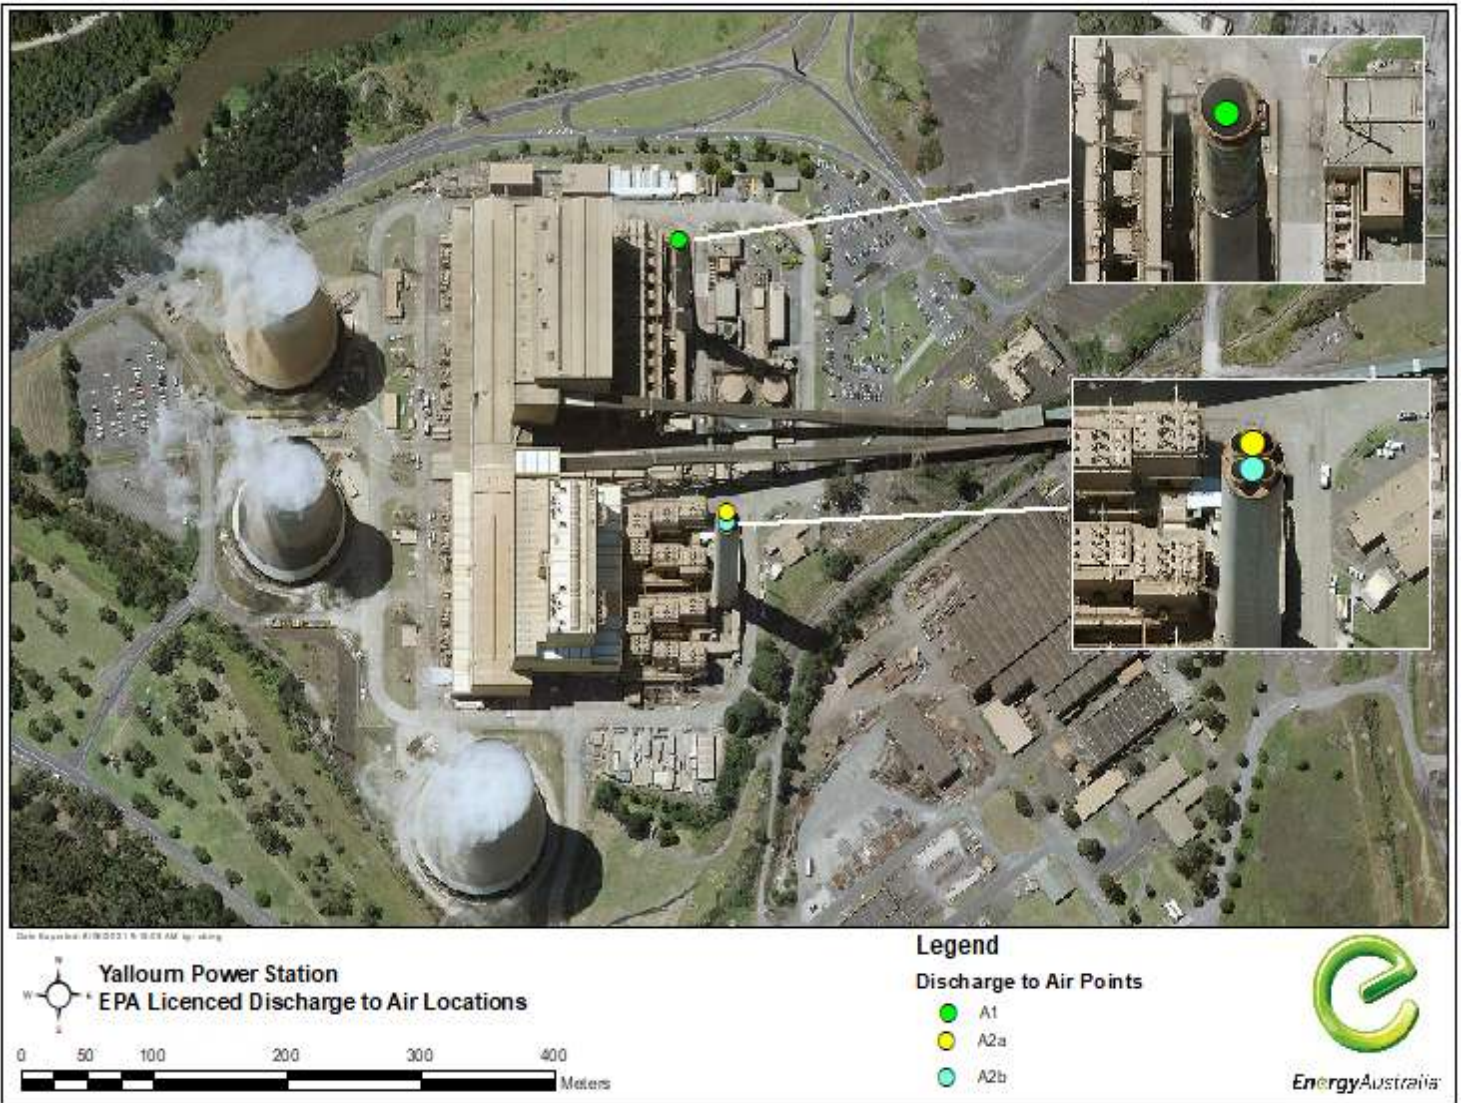 Yallourn Power Station
EPA Licenced Discharge to Air Locations
N
W
E
S
0 50 100 200 300 400
Meters
Legend
Discharge to Air Points
A1
A2a
A2b
EnergyAustralia